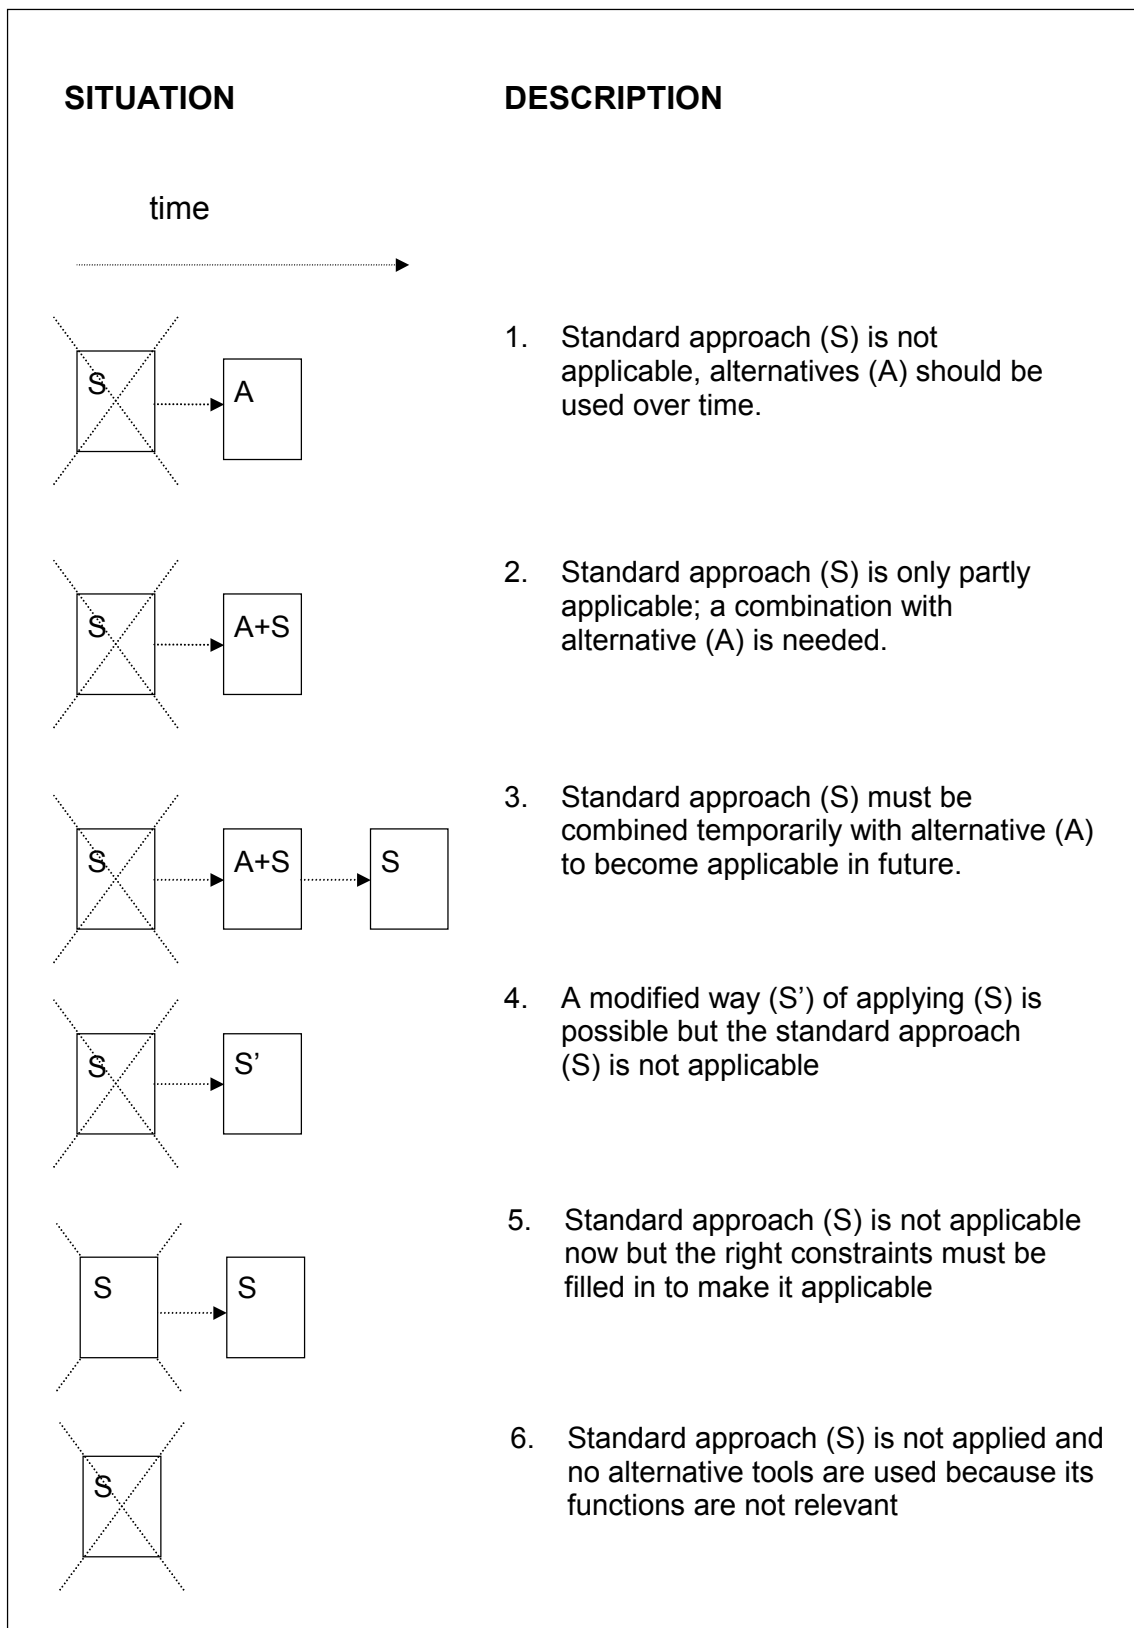 SITUATION DESCRIPTION
time
S A
1. Standard approach (S) is not
applicable, alternatives (A) should be
used over time.
S A+S
2. Standard approach (S) is only partly
applicable; a combination with
alternative (A) is needed.
S A+S S
3. Standard approach (S) must be
combined temporarily with alternative (A)
to become applicable in future.
S S’
4. A modified way (S’) of applying (S) is
possible but the standard approach
(S) is not applicable
S S
5. Standard approach (S) is not applicable
now but the right constraints must be
filled in to make it applicable
S
6. Standard approach (S) is not applied and
no alternative tools are used because its
functions are not relevant